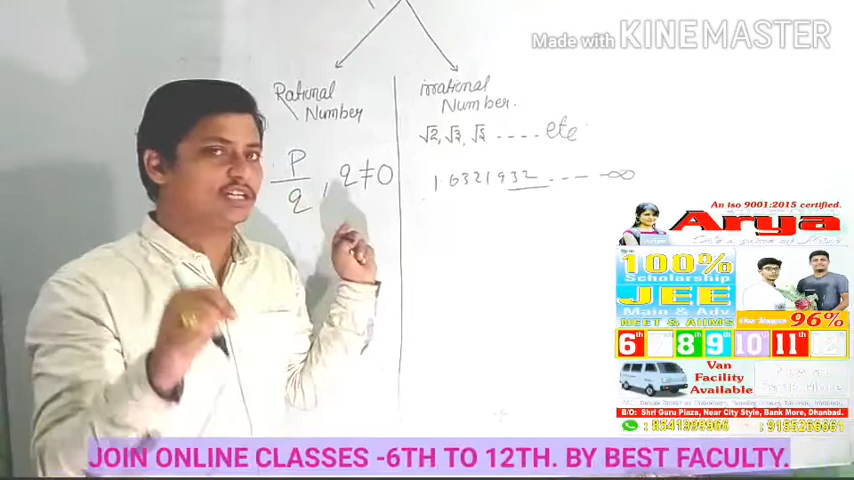 Made with KINEMASTER
Rational
Number
irrational
Number.
√2, √3, √5 ---- etc
P/q, q≠0
1.6321932 ---- ∞
An iso 9001:2015 certified.
Arya
100%
Scholarship
JEE
Main / Adv.
NEET & AIIMS
96%
6th 7th 8th 9th 10th 11th 12th
Van
Facility
Available
B/O: Shri Guru Plaza, Near City Style, Bank More, Dhanbad.
JOIN ONLINE CLASSES -6TH TO 12TH. BY BEST FACULTY.